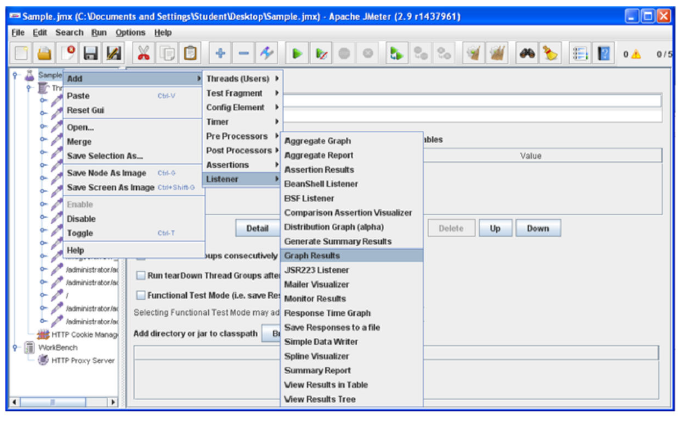 Sample.jmx (C:\Documents and Settings\Student\Desktop\Sample.jmx) - Apache JMeter (2.9 r1437961)
File Edit Search Run Options Help
0 0/5
Sample
Add
Paste Ctrl-V
Reset Gui
Open...
Merge
Save Selection As...
Save Node As Image Ctrl-G
Save Screen As Image Ctrl+Shift-G
Enable
Disable
Toggle Ctrl-T
Help
Threads (Users)
Test Fragment
Config Element
Timer
Pre Processors
Post Processors
Assertions
Listener
Aggregate Graph
Aggregate Report
Assertion Results
BeanShell Listener
BSF Listener
Comparison Assertion Visualizer
Distribution Graph (alpha)
Generate Summary Results
Graph Results
JSR223 Listener
Mailer Visualizer
Monitor Results
Response Time Graph
Save Responses to a file
Simple Data Writer
Spline Visualizer
Summary Report
View Results in Table
View Results Tree
bles
Value
Detail Delete Up Down
ups consecutively
Run tearDown Thread Groups afte
Functional Test Mode (i.e. save Res
Selecting Functional Test Mode may ad
Add directory or jar to classpath B
/administrator/ad
/administrator/ad
/
/administrator/ad
/administrator/ad
HTTP Cookie Manag
WorkBench
HTTP Proxy Server